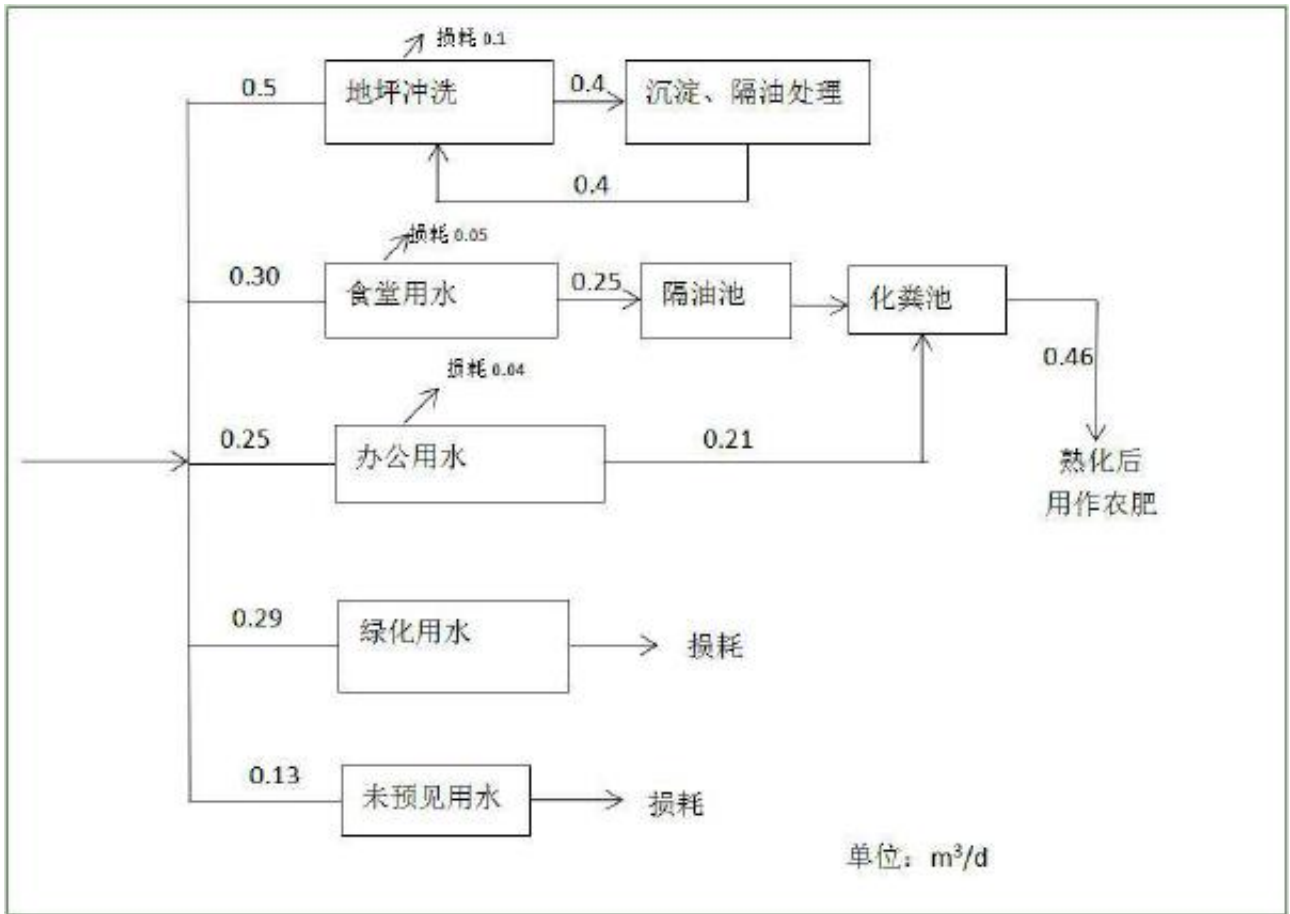 损耗 0.1
0.5
地坪冲洗
0.4
沉淀、隔油处理
0.4
损耗 0.05
0.30
食堂用水
0.25
隔油池
化粪池
0.46
损耗 0.04
0.25
办公用水
0.21
熟化后
用作农肥
0.29
绿化用水
损耗
0.13
未预见用水
损耗
单位：m³/d